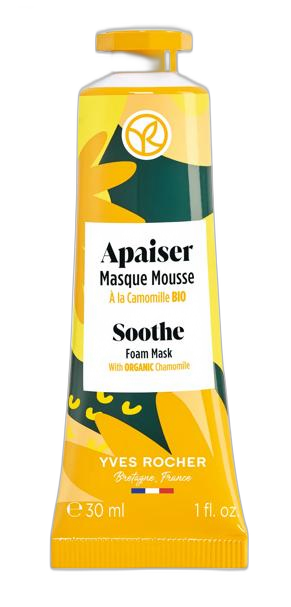 Apaiser
Masque Mousse
À la Camomille BIO
Soothe
Foam Mask
With ORGANIC Chamomile
YVES ROCHER
Bretagne, France
℮ 30 ml 1 fl. oz.